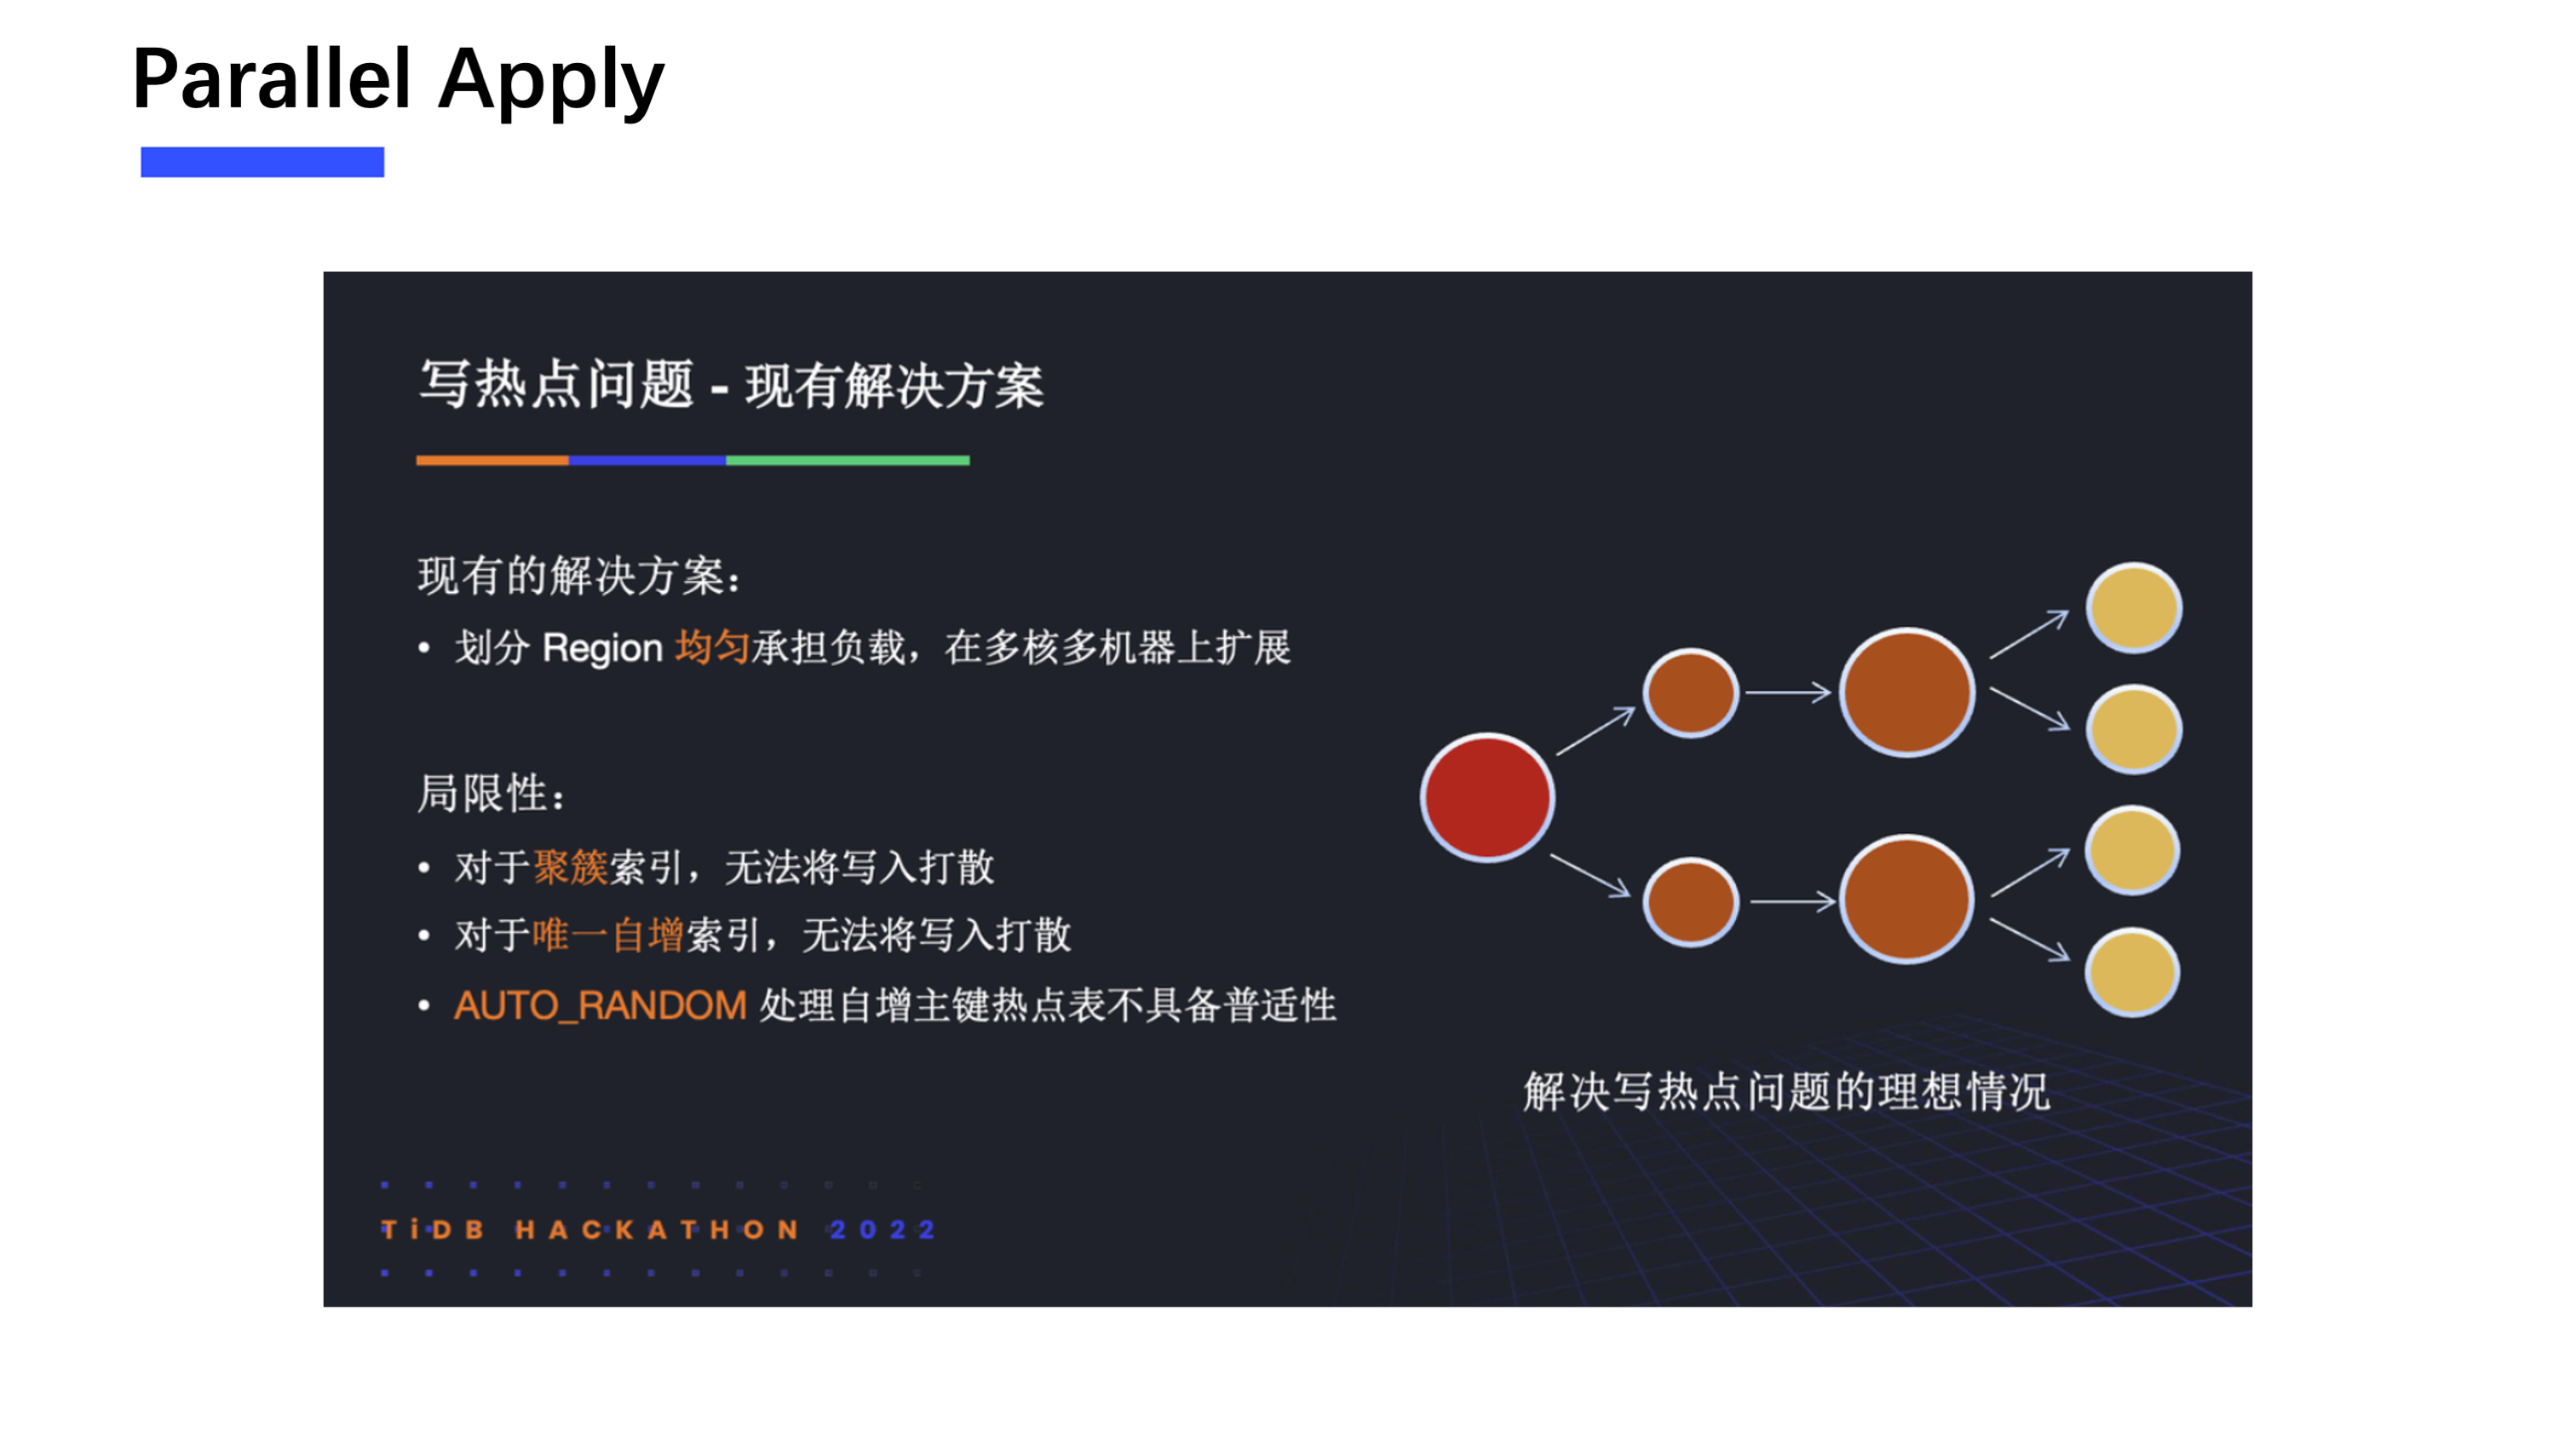 Parallel Apply
写热点问题 - 现有解决方案
现有的解决方案：
• 划分 Region 均匀承担负载，在多核多机器上扩展
局限性：
• 对于聚簇索引，无法将写入打散
• 对于唯一自增索引，无法将写入打散
• AUTO_RANDOM 处理自增主键热点表不具备普适性
解决写热点问题的理想情况
TiDB HACKATHON 2022